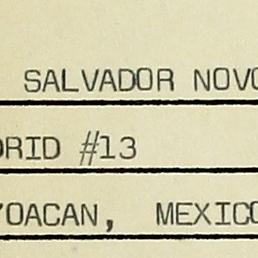 SALVADOR NOVO
DRID #13
YOACAN, MEXICO